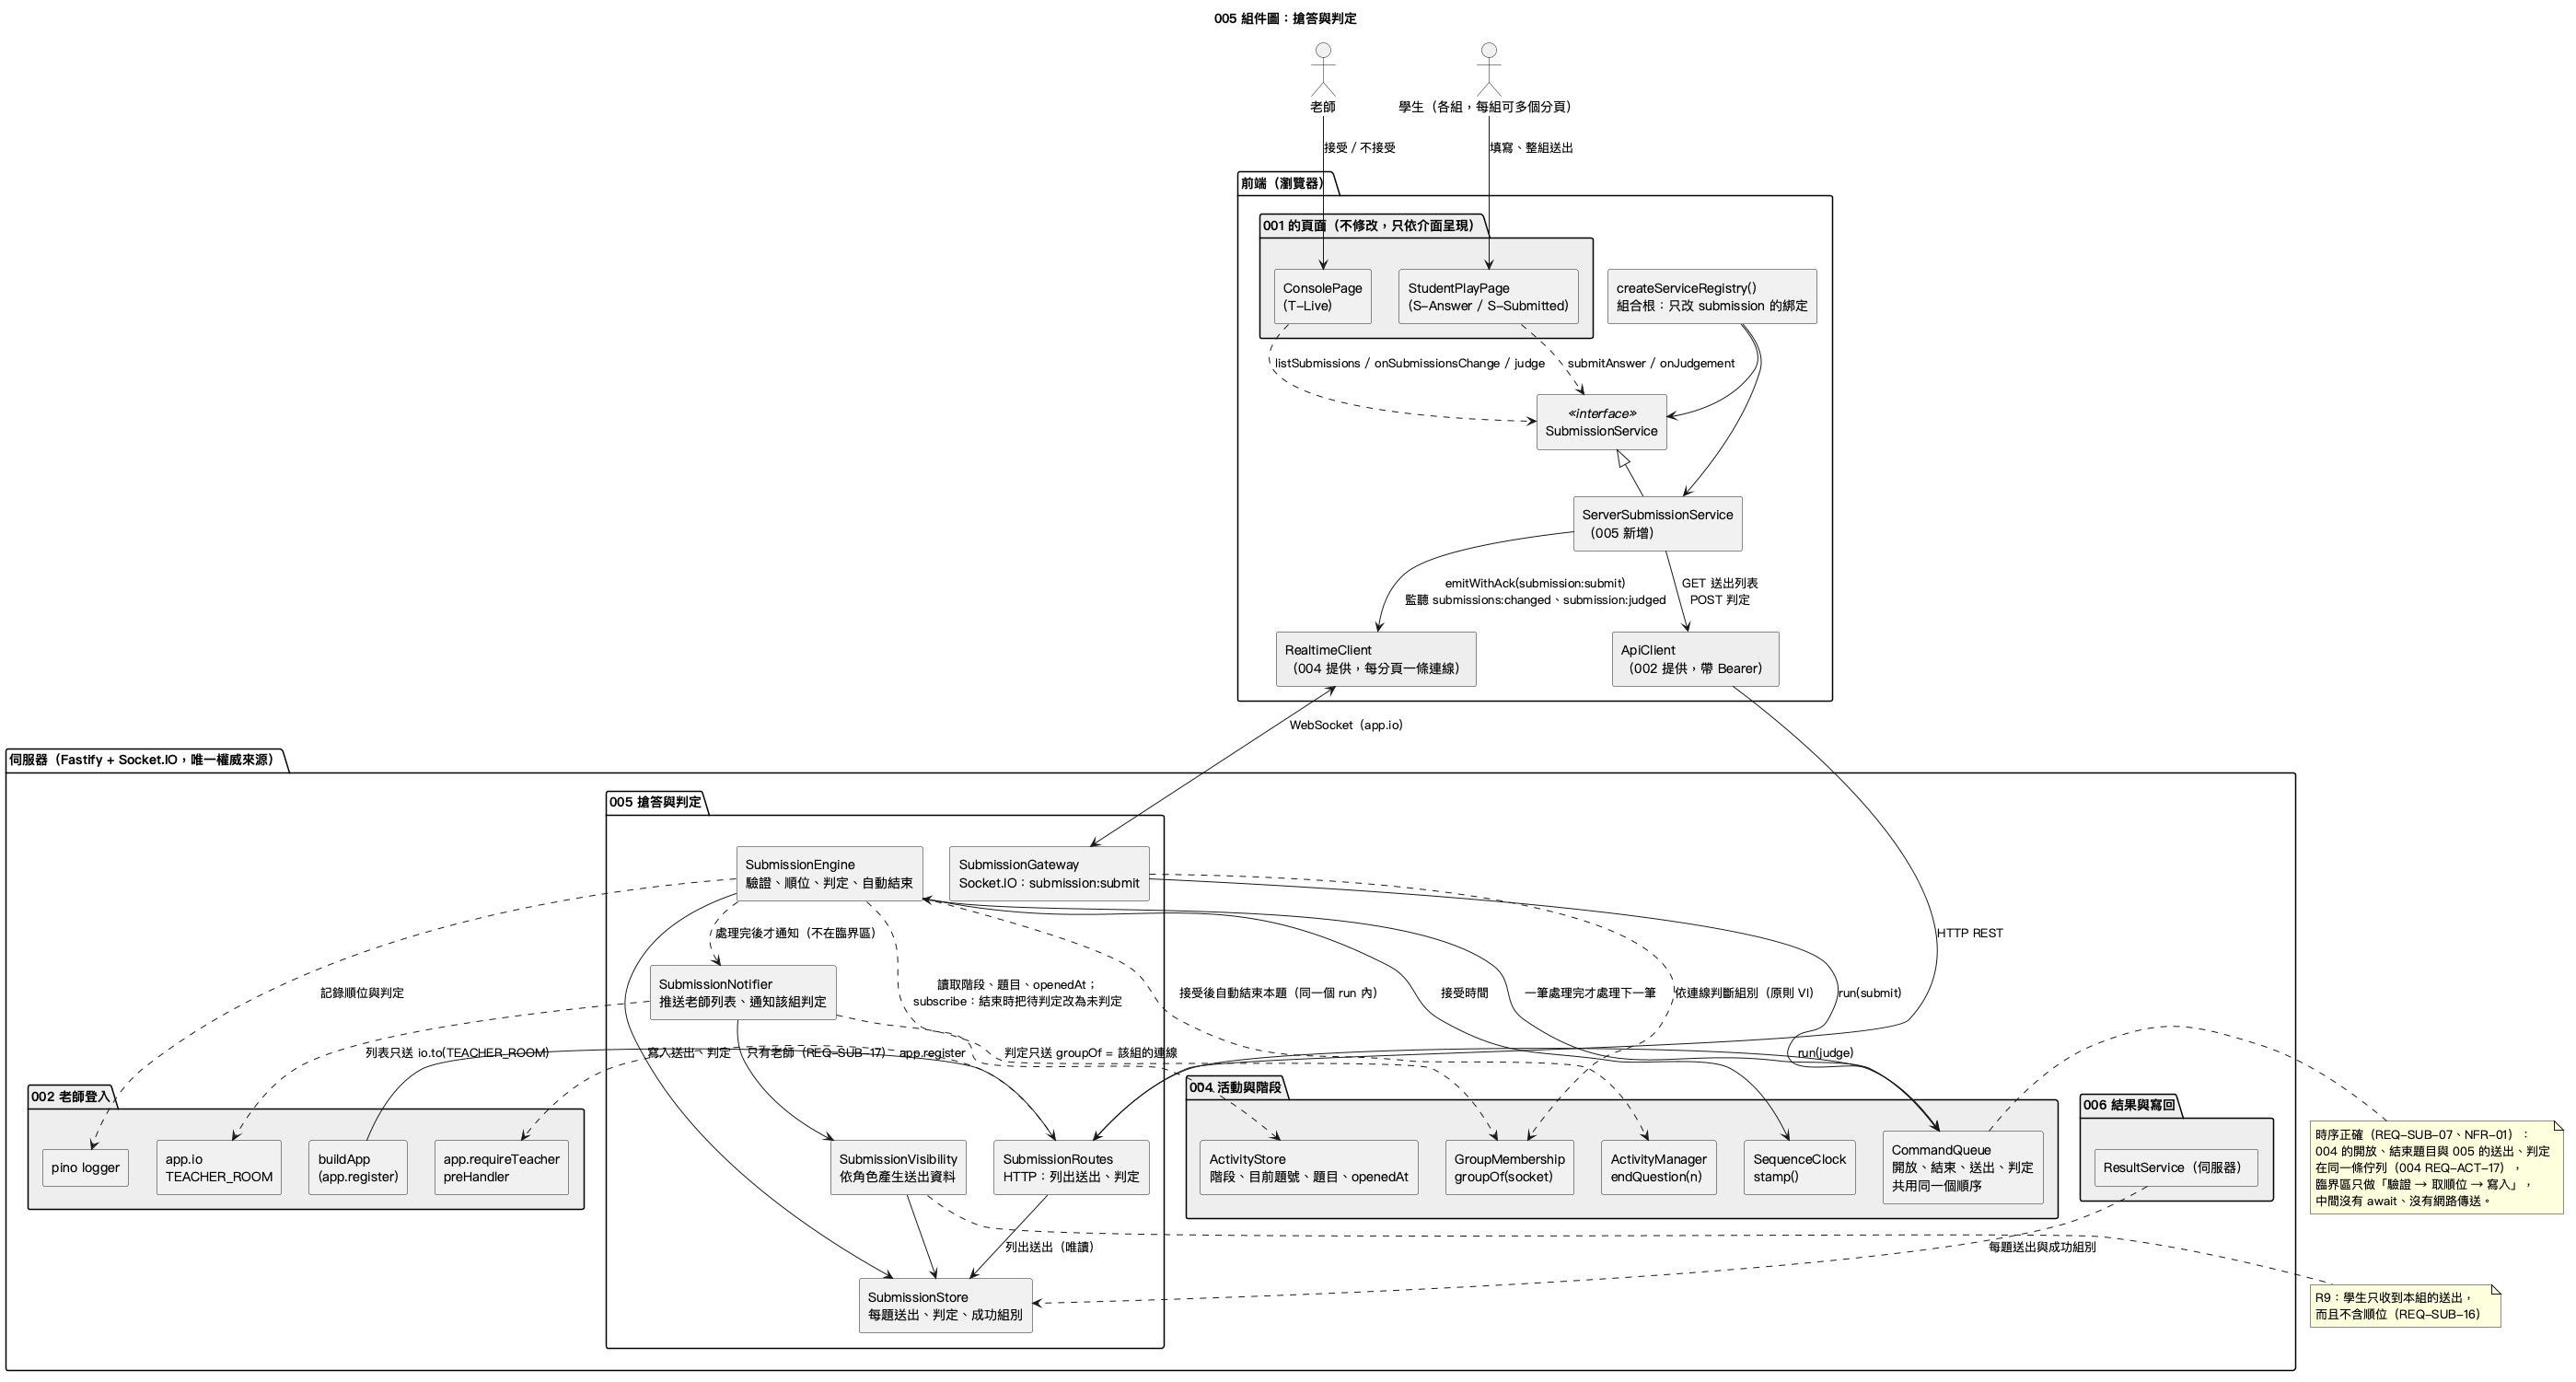 005 組件圖：搶答與判定
老師
學生（各組，每組可多個分頁）
接受 / 不接受
填寫、整組送出
前端（瀏覽器）
001 的頁面（不修改，只依介面呈現）
ConsolePage
(T-Live)
StudentPlayPage
(S-Answer / S-Submitted)
createServiceRegistry()
組合根：只改 submission 的綁定
listSubmissions / onSubmissionsChange / judge
submitAnswer / onJudgement
«interface»
SubmissionService
ServerSubmissionService
（005 新增）
emitWithAck(submission:submit)
監聽 submissions:changed、submission:judged
GET 送出列表
POST 判定
RealtimeClient
（004 提供，每分頁一條連線）
ApiClient
（002 提供，帶 Bearer）
WebSocket（app.io）
伺服器（Fastify + Socket.IO，唯一權威來源）
005 搶答與判定
SubmissionEngine
驗證、順位、判定、自動結束
SubmissionGateway
Socket.IO：submission:submit
處理完後才通知（不在臨界區）
HTTP REST
SubmissionNotifier
推送老師列表、通知該組判定
記錄順位與判定
讀取階段、題目、openedAt；
subscribe：結束時把待判定改為未判定
接受後自動結束本題（同一個 run 內）
接受時間
一筆處理完才處理下一筆
依連線判斷組別（原則 VI）
run(submit)
列表只送 io.to(TEACHER_ROOM)
寫入送出、判定
只有老師（REQ-SUB-17）
app.register
判定只送 groupOf = 該組的連線
run(judge)
002 老師登入
pino logger
app.io
TEACHER_ROOM
buildApp
(app.register)
app.requireTeacher
preHandler
SubmissionVisibility
依角色產生送出資料
SubmissionRoutes
HTTP：列出送出、判定
004 活動與階段
ActivityStore
階段、目前題號、題目、openedAt
GroupMembership
groupOf(socket)
ActivityManager
endQuestion(n)
SequenceClock
stamp()
CommandQueue
開放、結束、送出、判定
共用同一個順序
006 結果與寫回
ResultService（伺服器）
時序正確（REQ-SUB-07、NFR-01）：
004 的開放、結束題目與 005 的送出、判定
在同一條佇列（004 REQ-ACT-17），
臨界區只做「驗證 → 取順位 → 寫入」，
中間沒有 await、沒有網路傳送。
列出送出（唯讀）
每題送出與成功組別
SubmissionStore
每題送出、判定、成功組別
R9：學生只收到本組的送出，
而且不含順位（REQ-SUB-16）